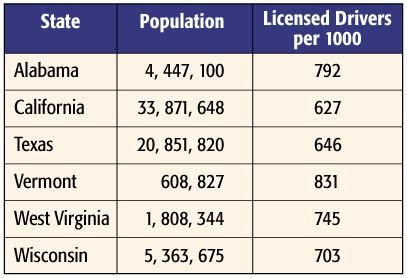 State Population Licensed Drivers per 1000
Alabama 4, 447, 100 792
California 33, 871, 648 627
Texas 20, 851, 820 646
Vermont 608, 827 831
West Virginia 1, 808, 344 745
Wisconsin 5, 363, 675 703